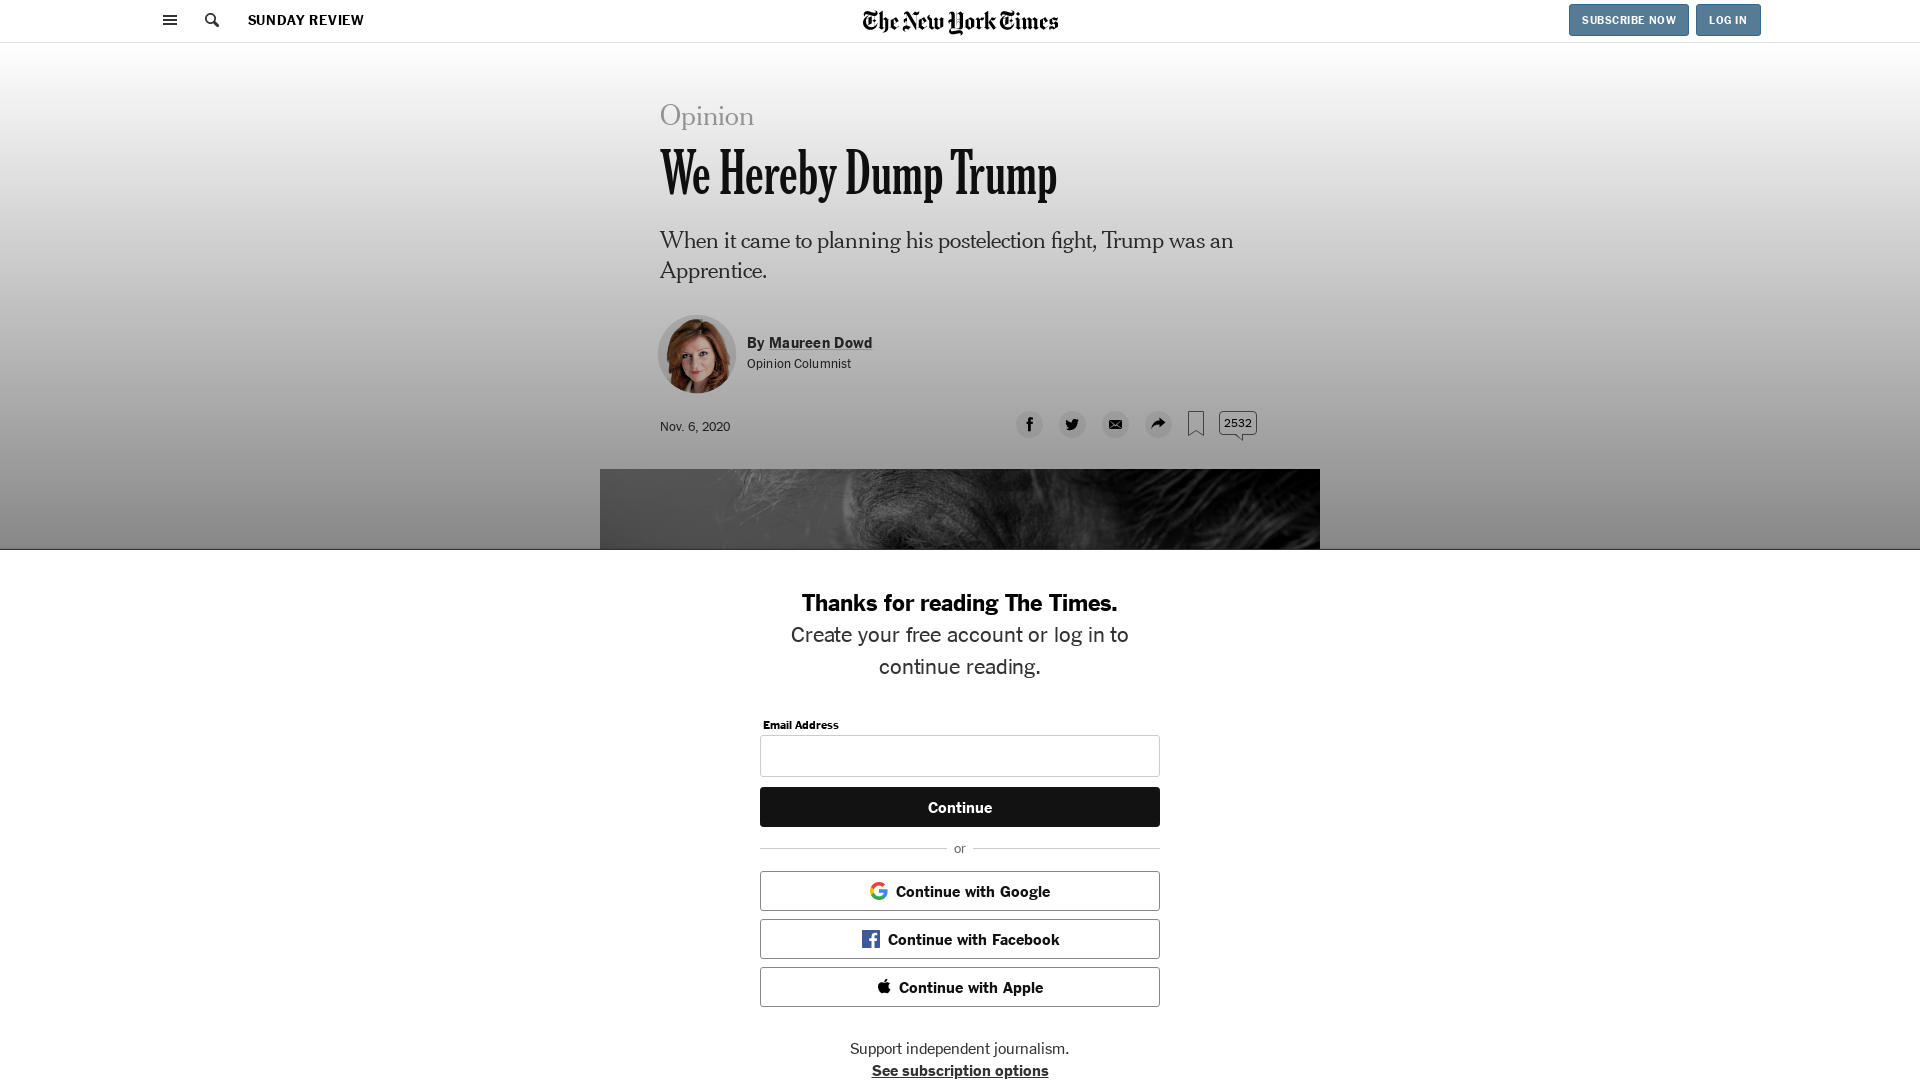 SUNDAY REVIEW
The New York Times
SUBSCRIBE NOW
LOG IN
Opinion
We Hereby Dump Trump
When it came to planning his postelection fight, Trump was an
Apprentice.
By Maureen Dowd
Opinion Columnist
Nov. 6, 2020
2532
Thanks for reading The Times.
Create your free account or log in to
continue reading.
Email Address
Continue
or
Continue with Google
Continue with Facebook
Continue with Apple
Support independent journalism.
See subscription options